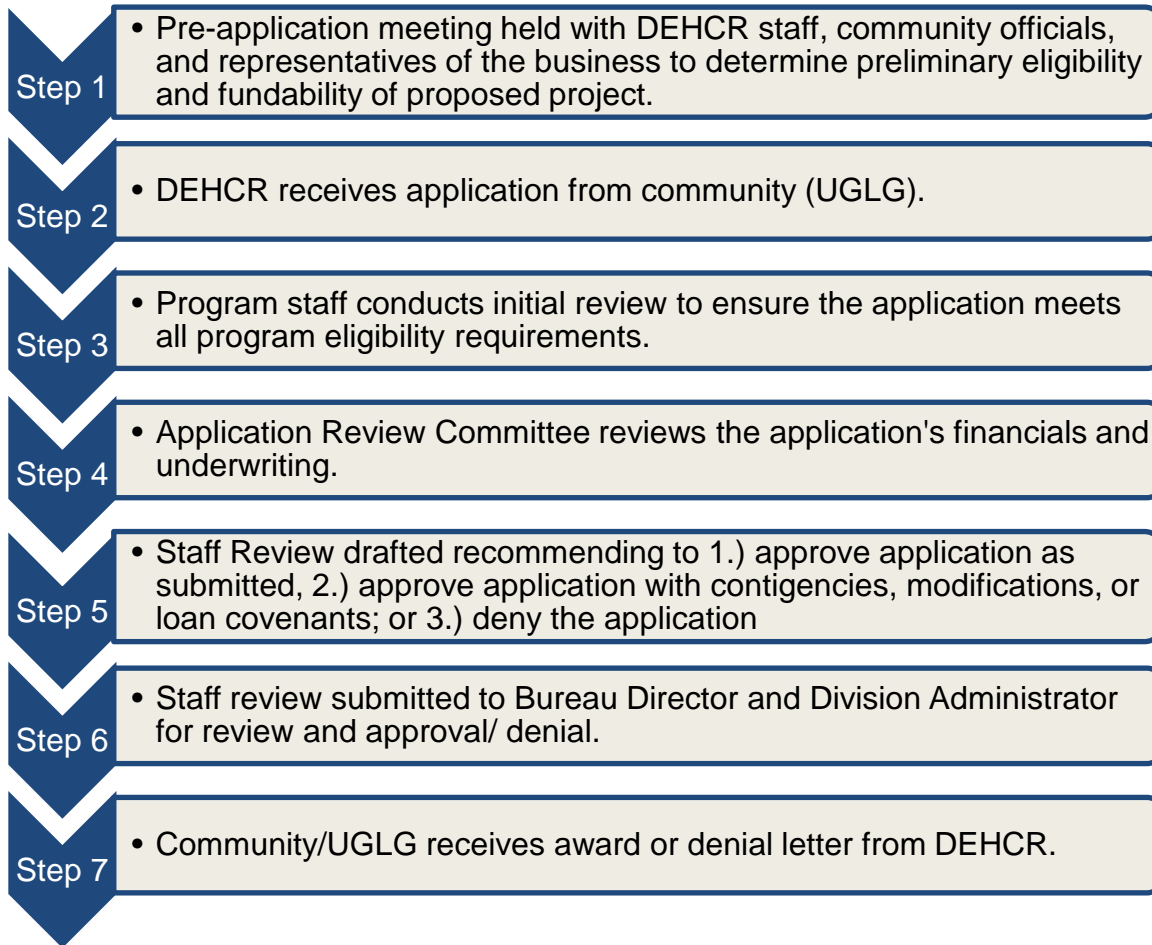 Step 1
• Pre-application meeting held with DEHCR staff, community officials,
and representatives of the business to determine preliminary eligibility
and fundability of proposed project.
Step 2
• DEHCR receives application from community (UGLG).
Step 3
• Program staff conducts initial review to ensure the application meets
all program eligibility requirements.
Step 4
• Application Review Committee reviews the application's financials and
underwriting.
Step 5
• Staff Review drafted recommending to 1.) approve application as
submitted, 2.) approve application with contigencies, modifications, or
loan covenants; or 3.) deny the application
Step 6
• Staff review submitted to Bureau Director and Division Administrator
for review and approval/ denial.
Step 7
• Community/UGLG receives award or denial letter from DEHCR.